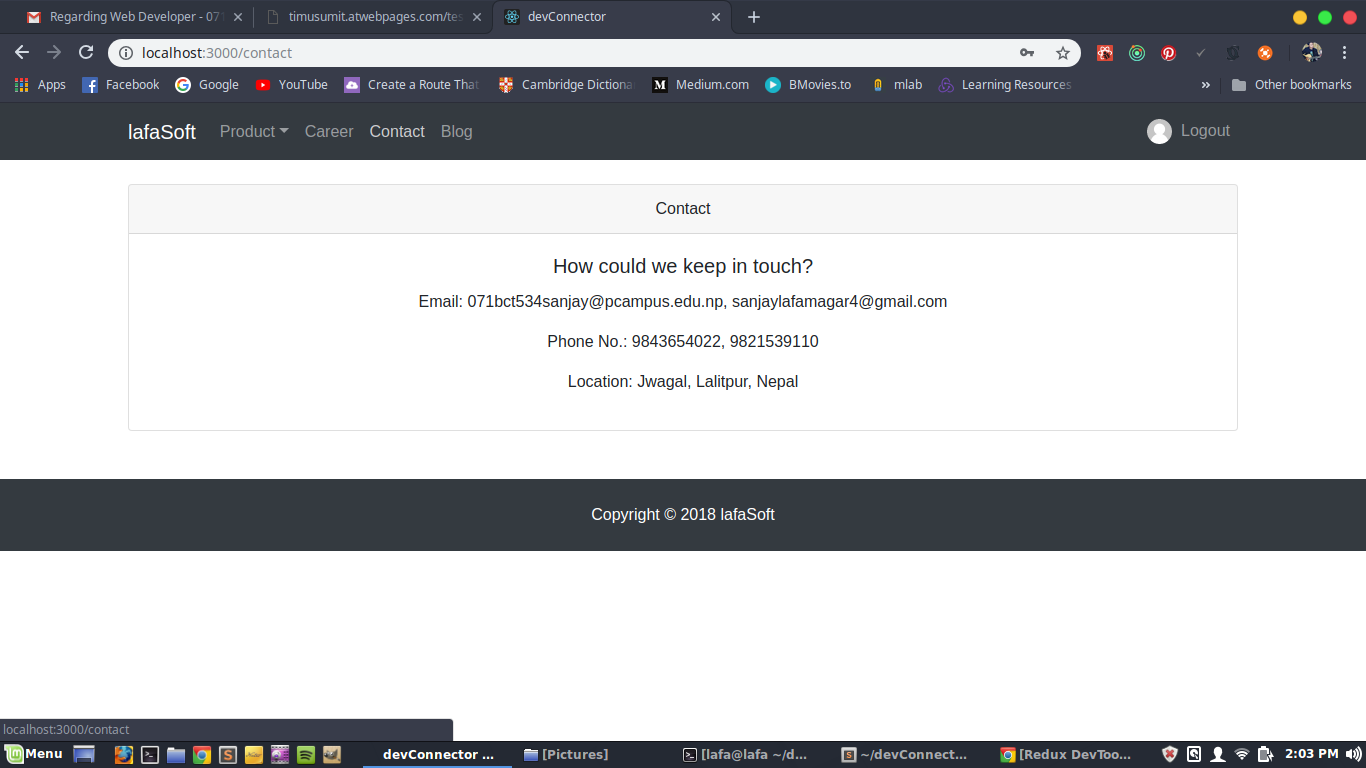 Regarding Web Developer - 071
timusumit.atwebpages.com/tes
devConnector
localhost:3000/contact
Apps Facebook Google YouTube Create a Route That Cambridge Dictiona Medium.com BMovies.to mlab Learning Resources » Other bookmarks
lafaSoft Product Career Contact Blog Logout
Contact
How could we keep in touch?
Email: 071bct534sanjay@pcampus.edu.np, sanjaylafamagar4@gmail.com
Phone No.: 9843654022, 9821539110
Location: Jwagal, Lalitpur, Nepal
Copyright © 2018 lafaSoft
localhost:3000/contact
Menu devConnector ... [Pictures] [lafa@lafa ~/d... ~/devConnect... [Redux DevToo... 2:03 PM